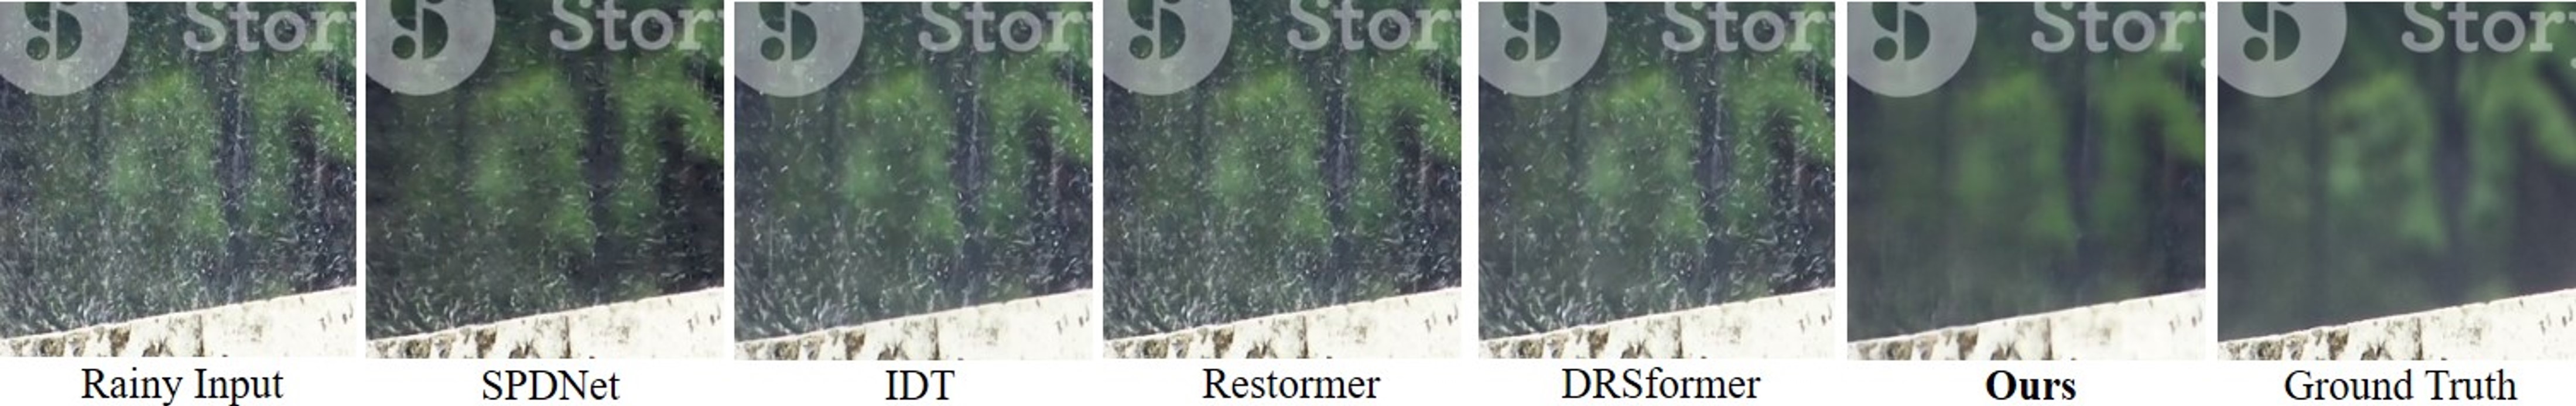 Stor
Stor
Stor
Stor
Stor
Stor
Stor
Rainy Input
SPDNet
IDT
Restormer
DRSformer
Ours
Ground Truth